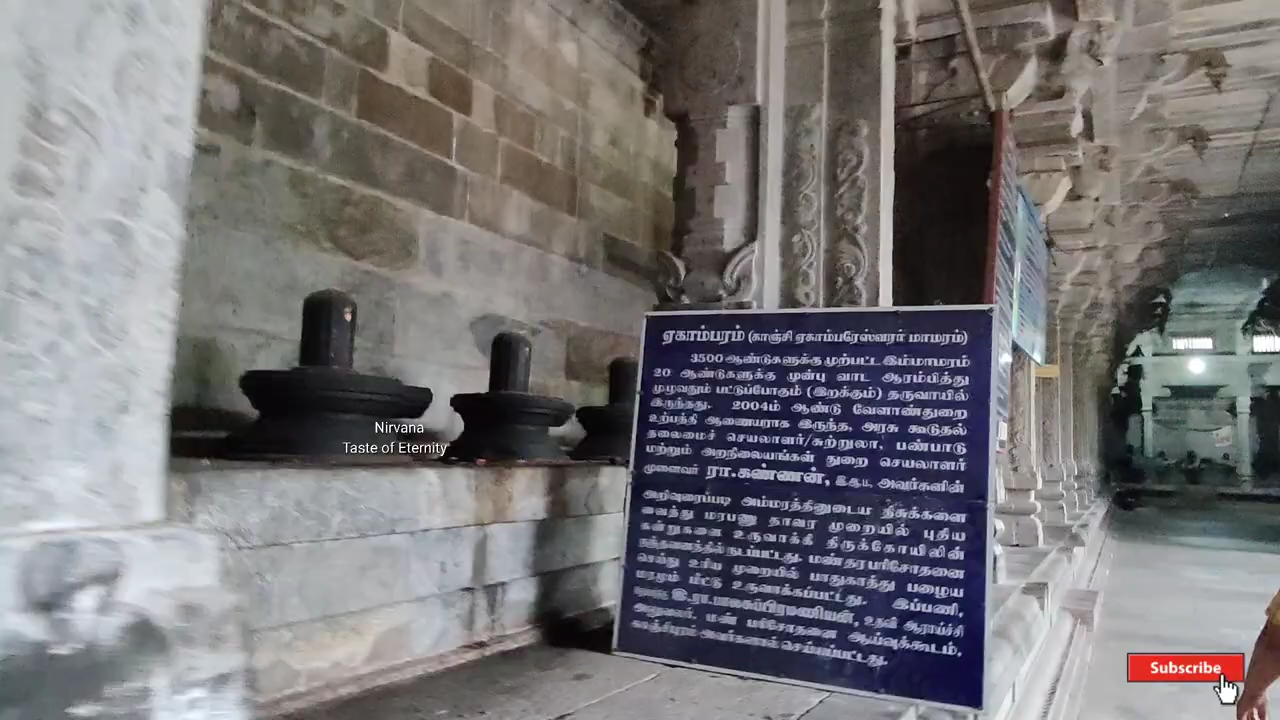 ஏகாம்பரம் (காஞ்சி ஏகாம்பரேஸ்வரர் மாமரம்)
3500 ஆண்டுகளுக்கு முற்பட்ட இம்மாமரம்
20 ஆண்டுகளுக்கு முன்பு வாட ஆரம்பித்து
முழுவதும் பட்டுப்போகும் (இறக்கும்) தருவாயில்
இருந்தது. 2004ம் ஆண்டு வேளாண்துறை
உற்பத்தி ஆணையராக இருந்த, அரசு கூடுதல்
தலைமைச் செயலாளர்/சுற்றுலா, பண்பாடு
மற்றும் அறநிலையங்கள் துறை செயலாளர்
முனைவர் ரா.கண்ணன், இ.ஆ.ப, அவர்களின்
அறிவுரைப்படி அம்மரத்தினுடைய திசுக்களை
வைத்து மரபணு தாவர முறையில் புதிய
கன்றுகளை உருவாக்கி திருக்கோயிலின்
நந்தவனத்தில் நடப்பட்டது. மண்தர பரிசோதனை
செய்து உரிய முறையில் பாதுகாத்து பழைய
மரமும் மீட்டு உருவாக்கப்பட்டது. இப்பணி,
இ.ரா.பாலசுப்பிரமணியன், உதவி ஆராய்ச்சி
அலுவலர், மண் பரிசோதனை ஆய்வுக்கூடம்,
காஞ்சிபுரம் அவர்களால் செய்யப்பட்டது.
Nirvana
Taste of Eternity
Subscribe